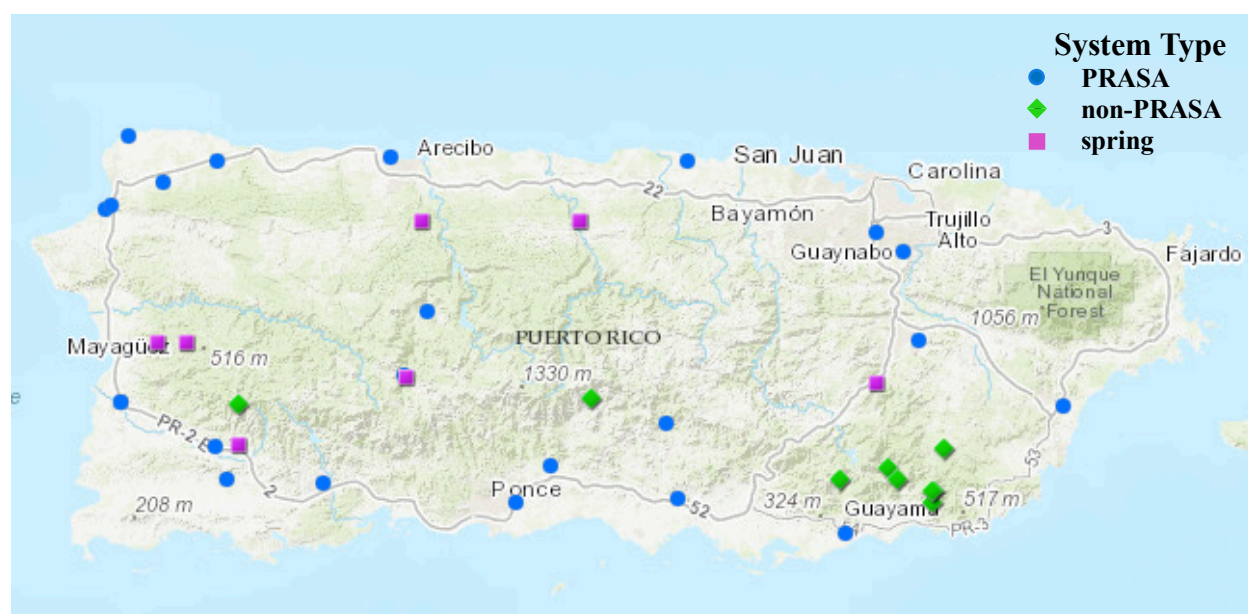 System Type
PRASA
non-PRASA
spring
Arecibo
San Juan
Carolina
22
Bayamón
Trujillo
Alto
3
Guaynabo
Fajardo
El Yunque
National
Forest
1056 m
PUERTO RICO
Mayagüez
516 m
1330 m
e
PR-2
53
2
Ponce
208 m
52
324 m
Guayama
517 m
PR-3